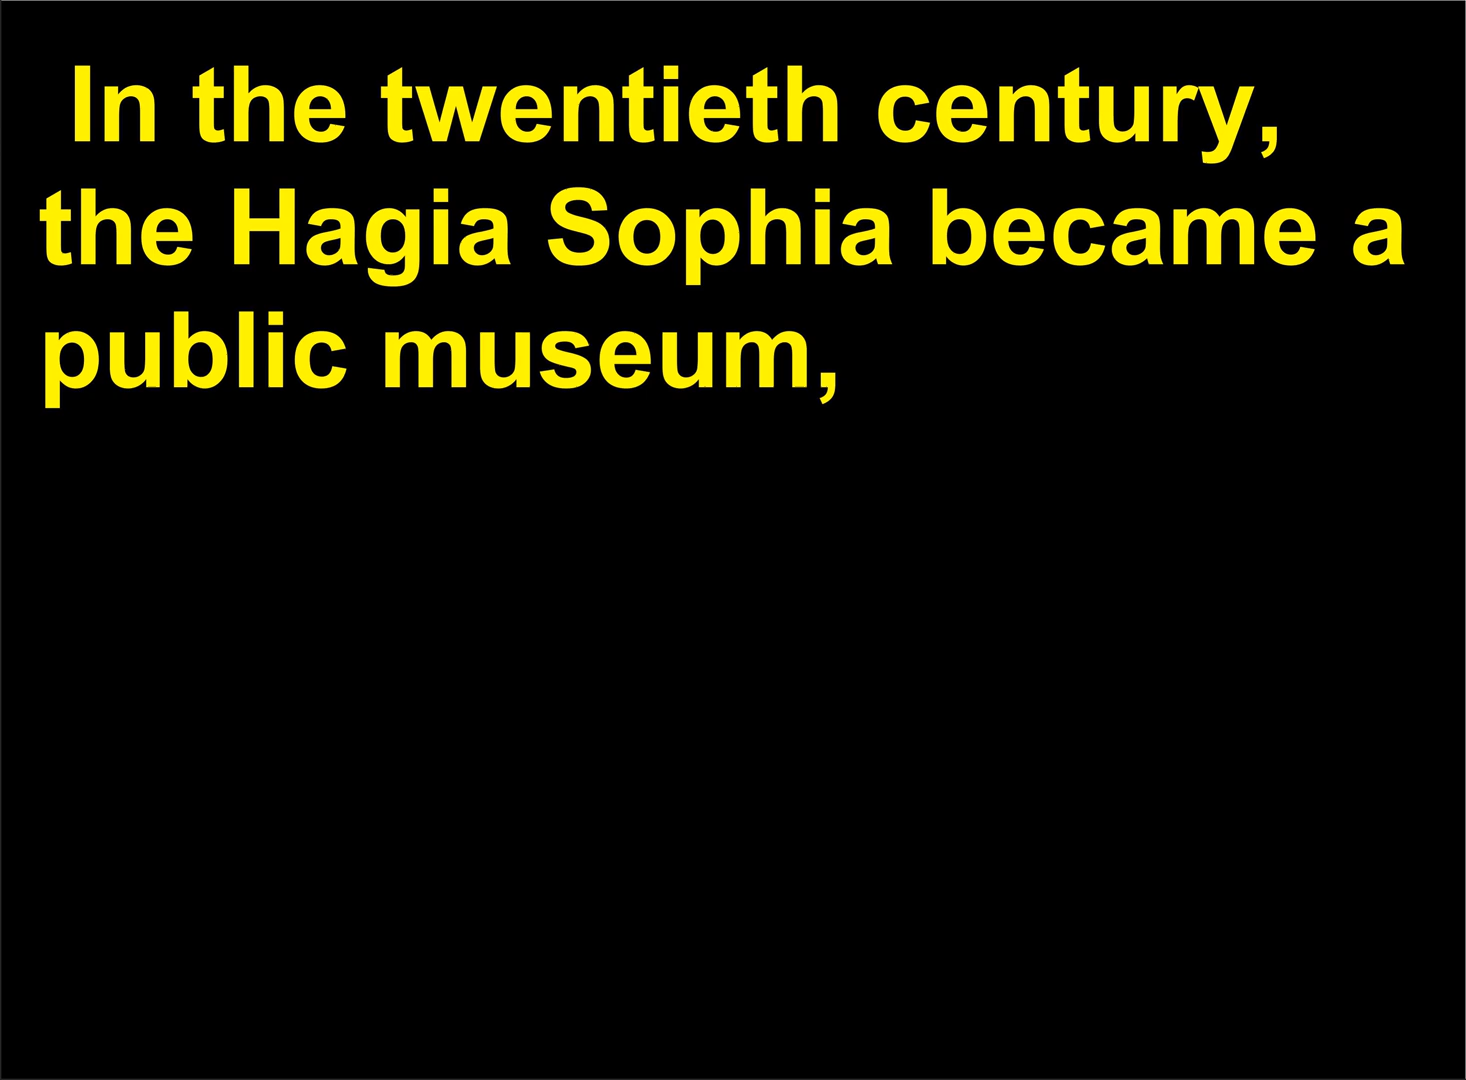 In the twentieth century,
the Hagia Sophia became a
public museum,